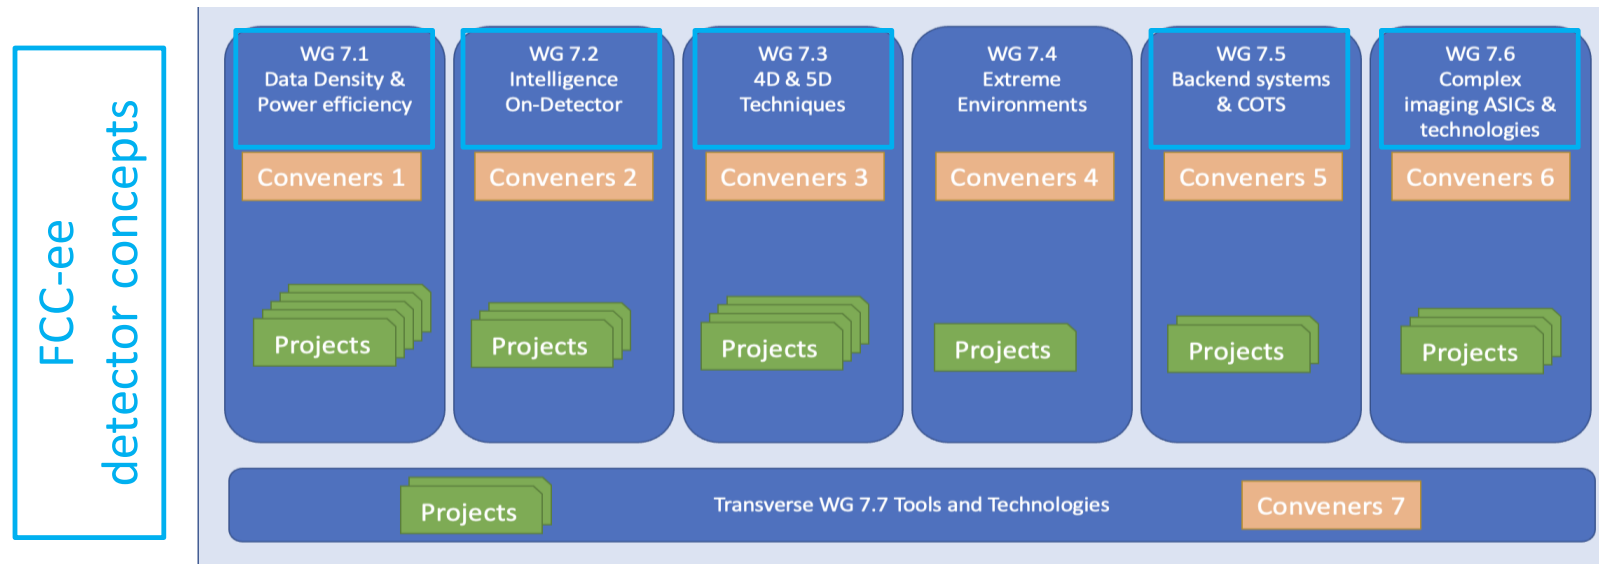 FCC-ee
detector concepts
WG 7.1
Data Density &
Power efficiency
Conveners 1
Projects
WG 7.2
Intelligence
On-Detector
Conveners 2
Projects
WG 7.3
4D & 5D
Techniques
Conveners 3
Projects
WG 7.4
Extreme
Environments
Conveners 4
Projects
WG 7.5
Backend systems
& COTS
Conveners 5
Projects
WG 7.6
Complex
imaging ASICs &
technologies
Conveners 6
Projects
Projects
Transverse WG 7.7 Tools and Technologies
Conveners 7